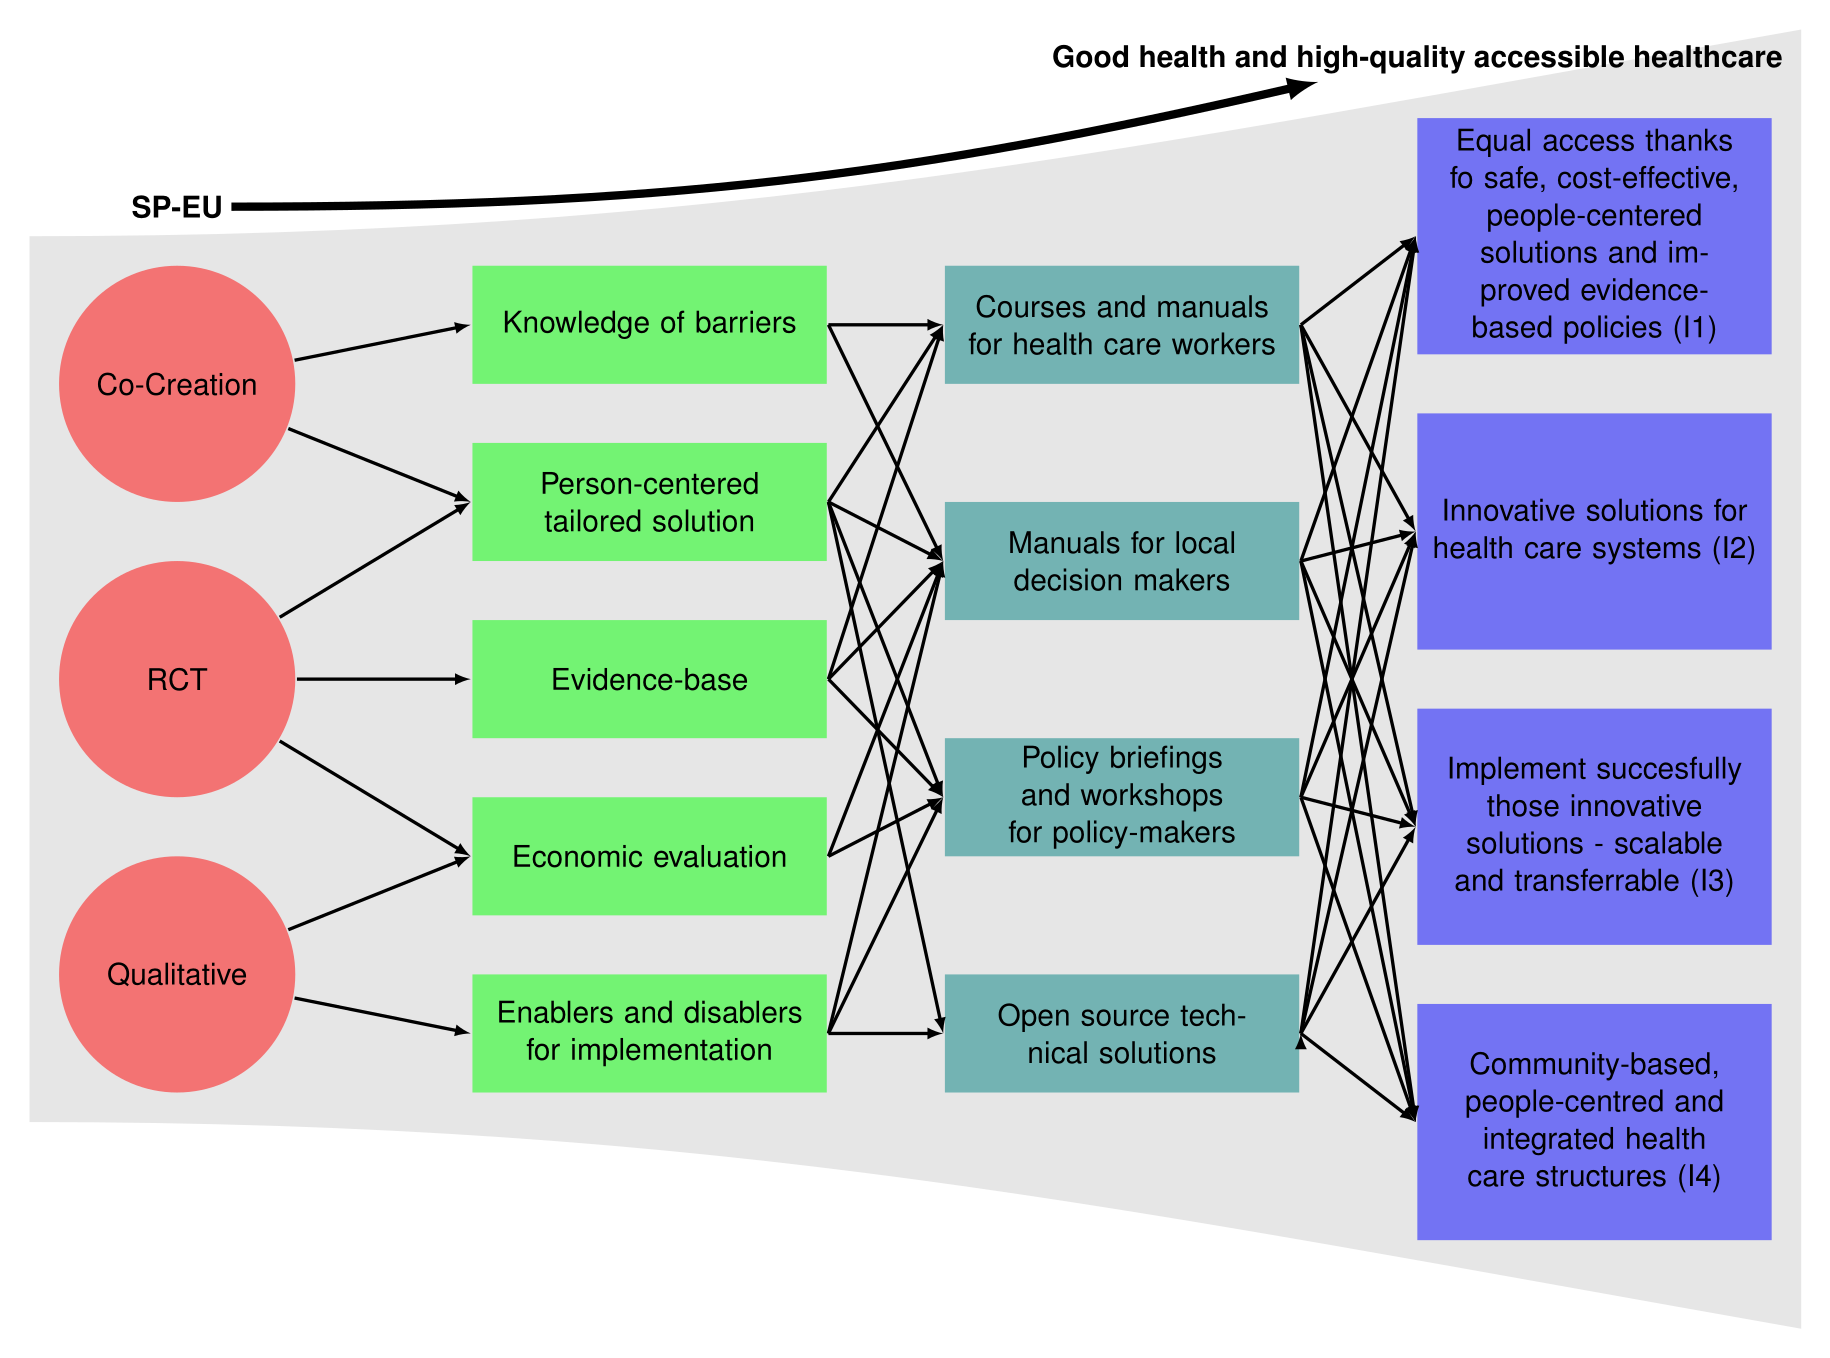 Good health and high-quality accessible healthcare
SP-EU
Co-Creation
RCT
Qualitative
Knowledge of barriers
Person-centered
tailored solution
Evidence-base
Economic evaluation
Enablers and disablers
for implementation
Courses and manuals
for health care workers
Manuals for local
decision makers
Policy briefings
and workshops
for policy-makers
Open source tech-
nical solutions
Equal access thanks
fo safe, cost-effective,
people-centered
solutions and im-
proved evidence-
based policies (I1)
Innovative solutions for
health care systems (I2)
Implement succesfully
those innovative
solutions - scalable
and transferrable (I3)
Community-based,
people-centred and
integrated health
care structures (I4)